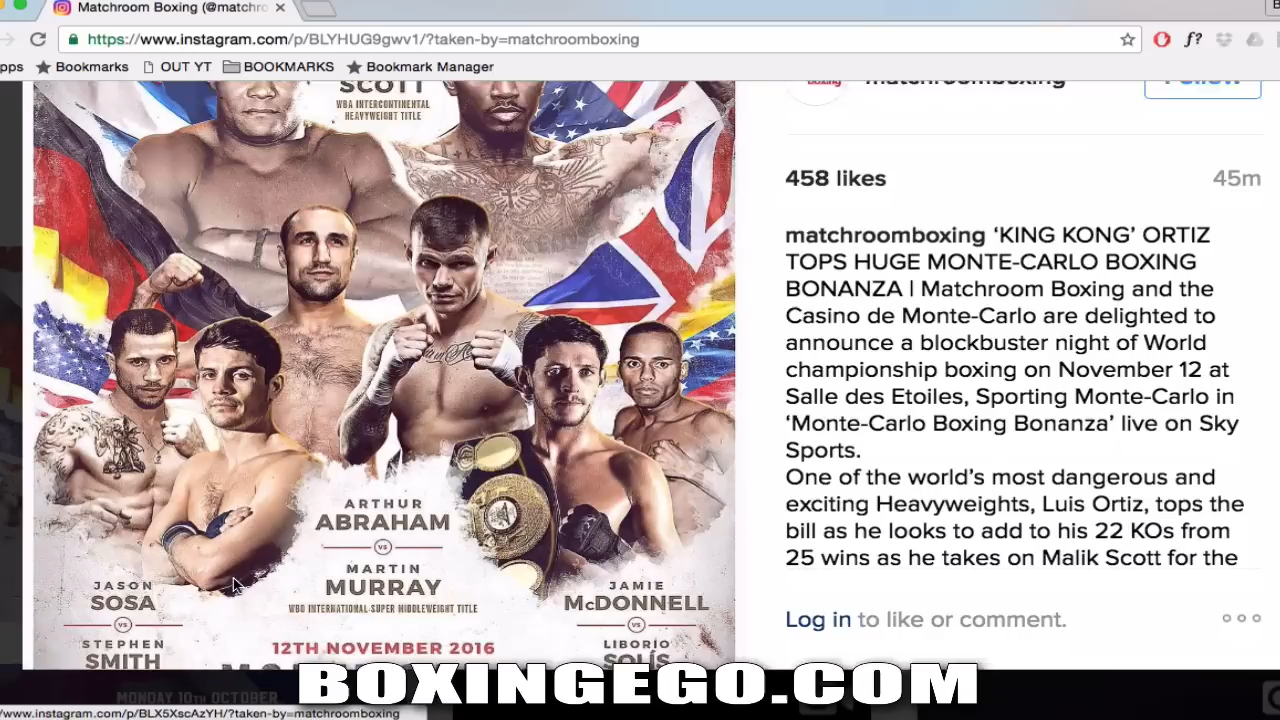 Matchroom Boxing (@matchro
https://www.instagram.com/p/BLYHUG9gwv1/?taken-by=matchroomboxing
f?
pps
Bookmarks
OUT YT
BOOKMARKS
Bookmark Manager
SCOTT
WBA INTERCONTINENTAL
HEAVYWEIGHT TITLE
ARTHUR
ABRAHAM
VS
MARTIN
MURRAY
WBO INTERNATIONAL SUPER MIDDLEWEIGHT TITLE
JASON
SOSA
VS
STEPHEN
SMITH
JAMIE
McDONNELL
VS
LIBORIO
SOLÍS
12TH NOVEMBER 2016
MONDAY 10TH OCTOBER
matchroomboxing
Follow
458 likes
45m
matchroomboxing ‘KING KONG’ ORTIZ
TOPS HUGE MONTE-CARLO BOXING
BONANZA | Matchroom Boxing and the
Casino de Monte-Carlo are delighted to
announce a blockbuster night of World
championship boxing on November 12 at
Salle des Etoiles, Sporting Monte-Carlo in
‘Monte-Carlo Boxing Bonanza’ live on Sky
Sports.
One of the world’s most dangerous and
exciting Heavyweights, Luis Ortiz, tops the
bill as he looks to add to his 22 KOs from
25 wins as he takes on Malik Scott for the
Log in to like or comment.
BOXINGEGO.COM
/www.instagram.com/p/BLX5XscAzYH/?taken-by=matchroomboxing